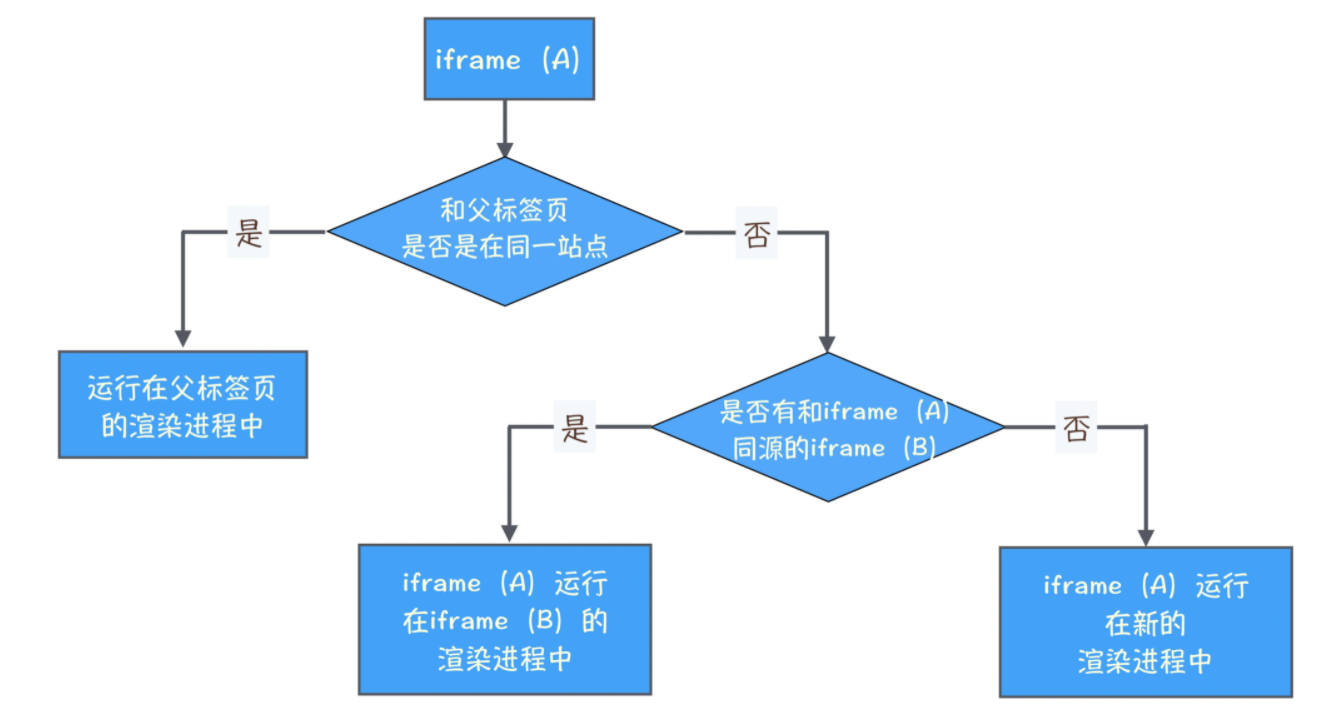 iframe (A)
和父标签页
是否是在同一站点
是
否
运行在父标签页
的渲染进程中
是否有和iframe (A)
同源的iframe (B)
是
否
iframe (A) 运行
在iframe (B) 的
渲染进程中
iframe (A) 运行
在新的
渲染进程中